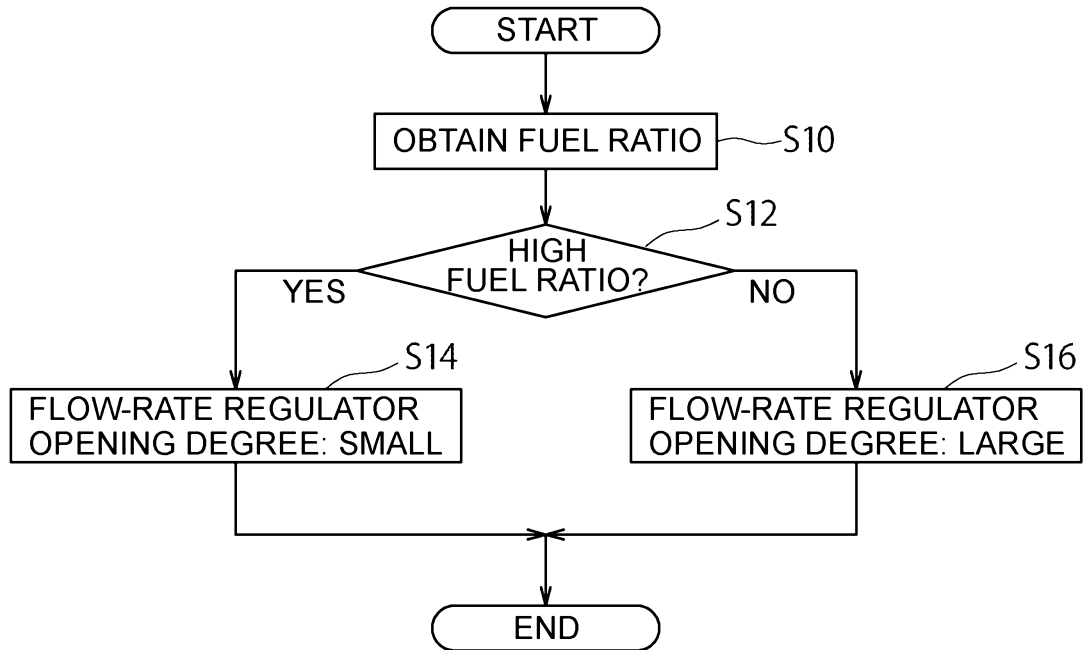 START
OBTAIN FUEL RATIO
S10
S12
HIGH
FUEL RATIO?
YES
NO
S14
S16
FLOW-RATE REGULATOR
OPENING DEGREE: SMALL
FLOW-RATE REGULATOR
OPENING DEGREE: LARGE
END